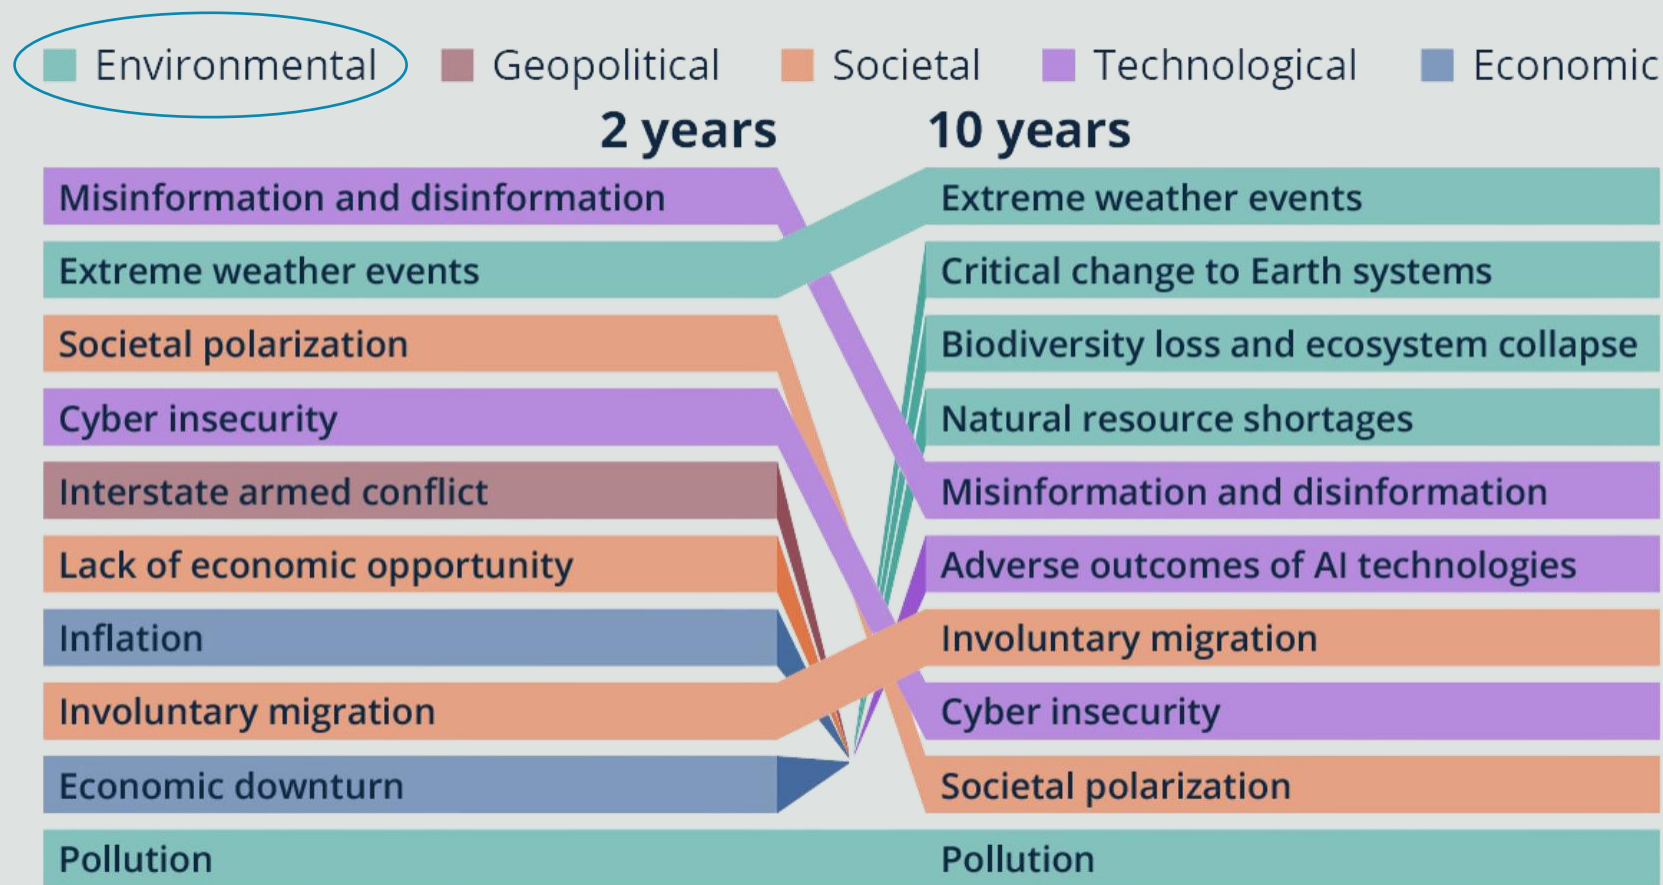 Environmental Geopolitical Societal Technological Economic
2 years 10 years
Misinformation and disinformation
Extreme weather events
Societal polarization
Cyber insecurity
Interstate armed conflict
Lack of economic opportunity
Inflation
Involuntary migration
Economic downturn
Pollution
Extreme weather events
Critical change to Earth systems
Biodiversity loss and ecosystem collapse
Natural resource shortages
Misinformation and disinformation
Adverse outcomes of AI technologies
Involuntary migration
Cyber insecurity
Societal polarization
Pollution